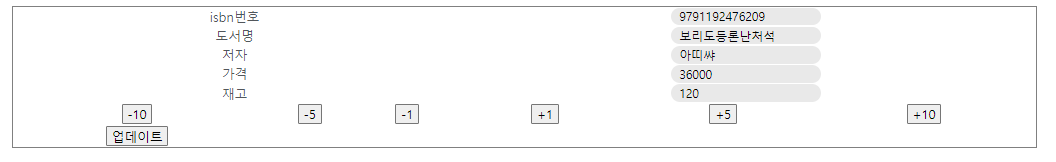 isbn번호 9791192476209
도서명 보리도등론난저석
저자 아띠쌰
가격 36000
재고 120
-10 -5 -1 +1 +5 +10
업데이트